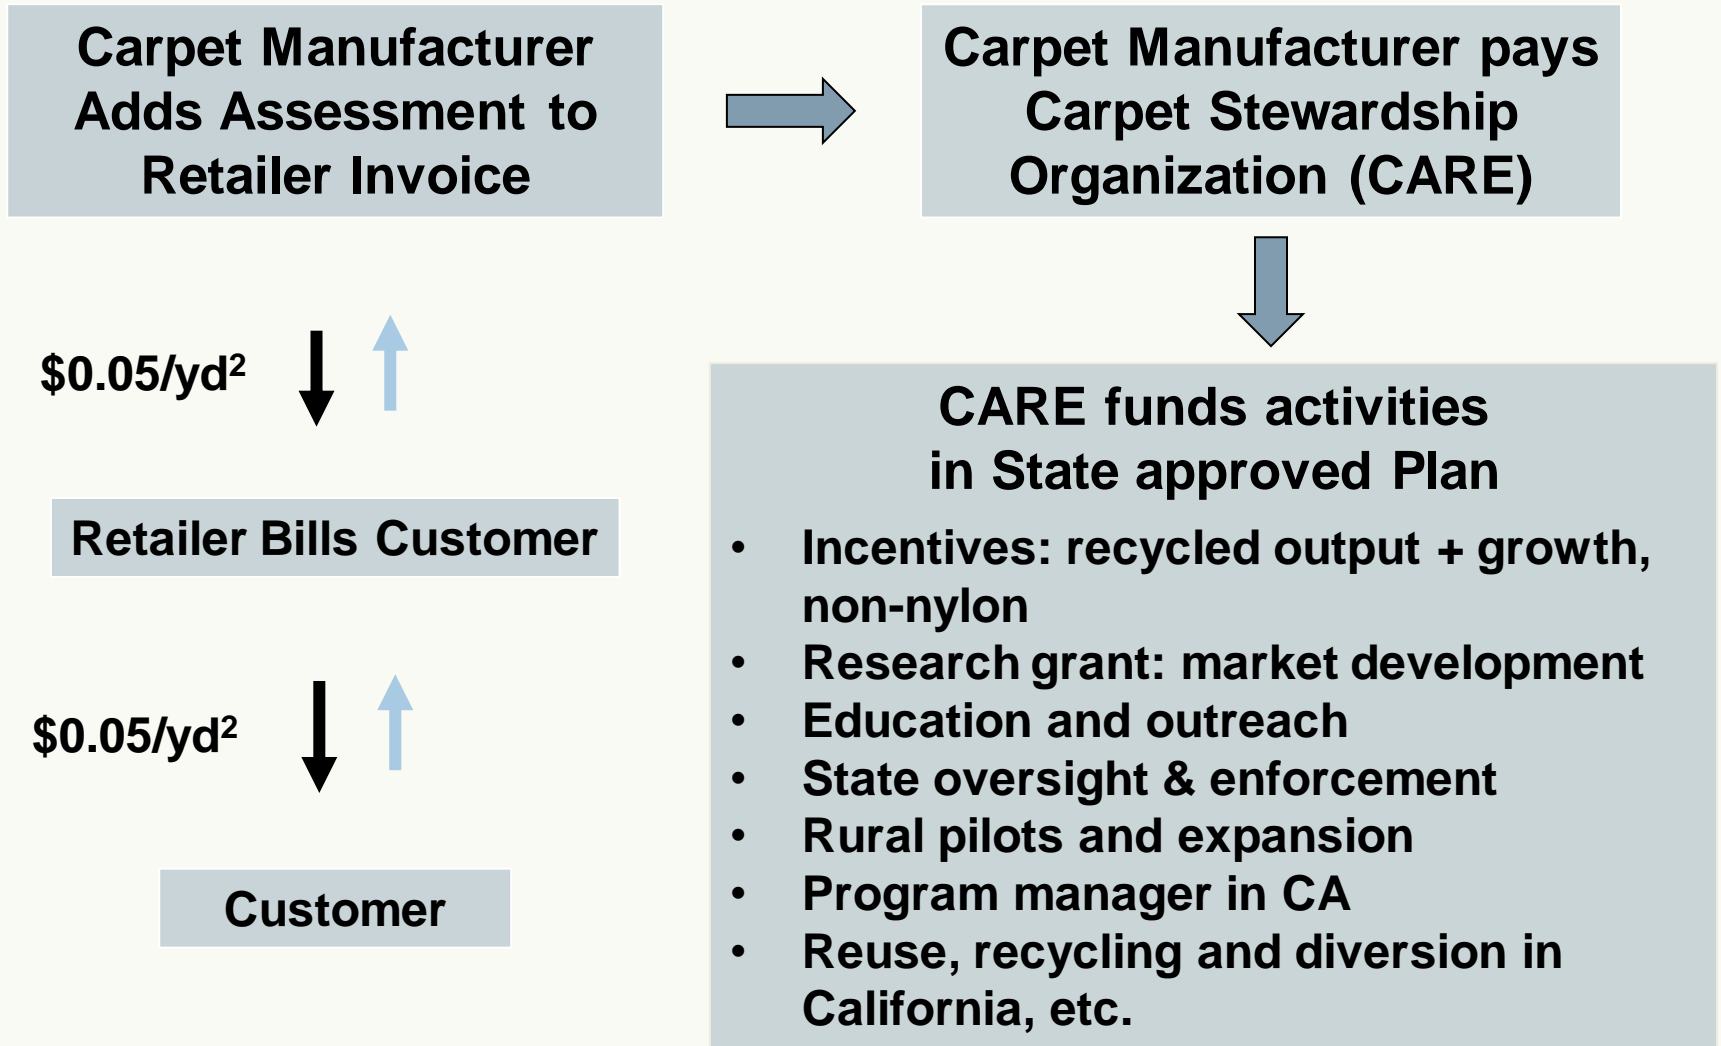 Carpet Manufacturer
Adds Assessment to
Retailer Invoice
Carpet Manufacturer pays
Carpet Stewardship
Organization (CARE)
$0.05/yd²
Retailer Bills Customer
$0.05/yd²
Customer
CARE funds activities
in State approved Plan
• Incentives: recycled output + growth,
non-nylon
• Research grant: market development
• Education and outreach
• State oversight & enforcement
• Rural pilots and expansion
• Program manager in CA
• Reuse, recycling and diversion in
California, etc.